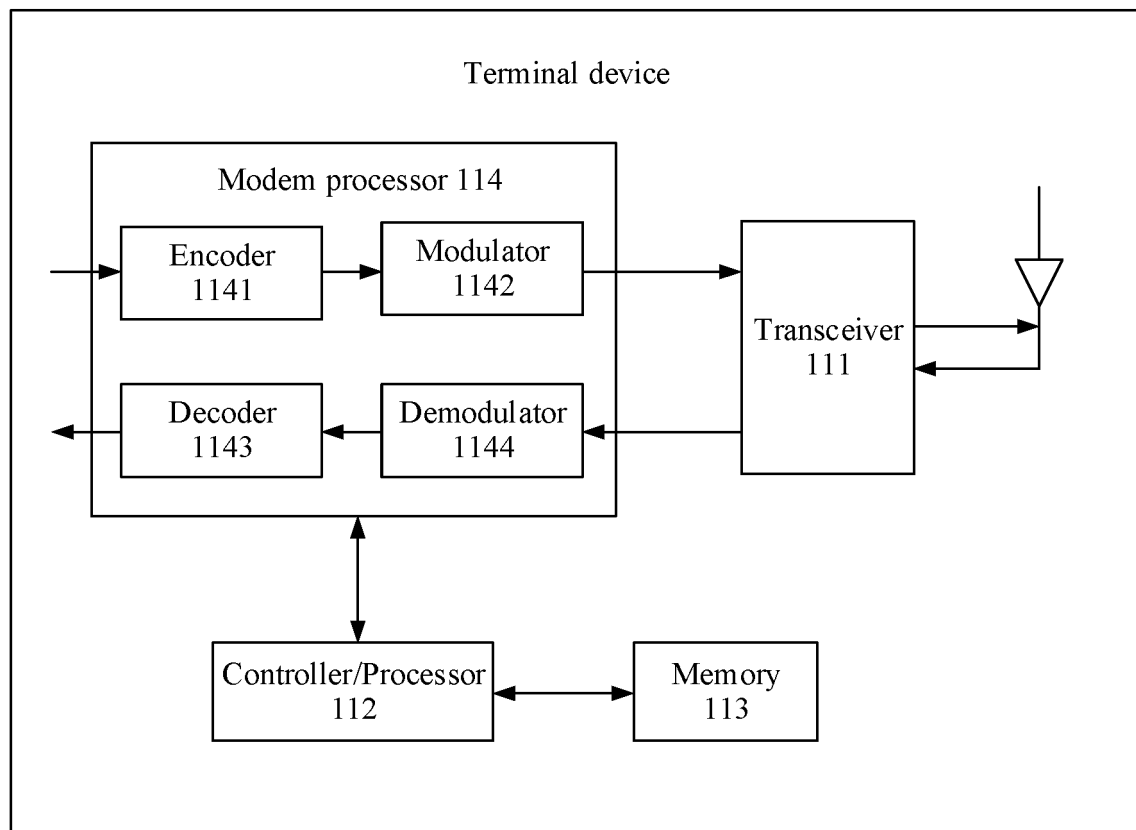 Terminal device
Modem processor 114
Encoder
1141
Modulator
1142
Transceiver
111
Decoder
1143
Demodulator
1144
Controller/Processor
112
Memory
113